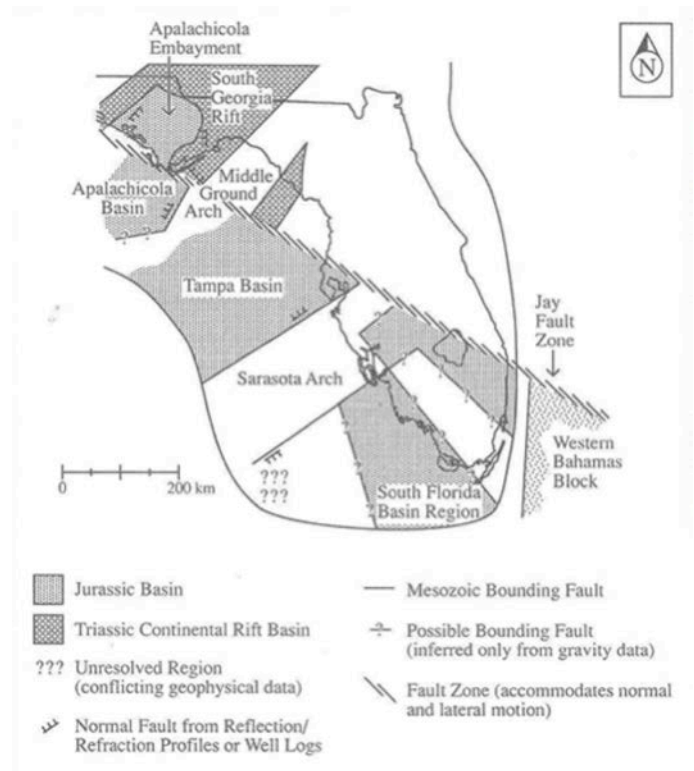 Apalachicola
Embayment
South
Georgia
Rift
N
Apalachicola
Basin
Middle
Ground
Arch
Tampa Basin
Jay
Fault
Zone
Sarasota Arch
Western
Bahamas
Block
???
???
0 200 km
South Florida
Basin Region
Jurassic Basin
Triassic Continental Rift Basin
??? Unresolved Region
(conflicting geophysical data)
Normal Fault from Reflection/
Refraction Profiles or Well Logs
Mesozoic Bounding Fault
? Possible Bounding Fault
(inferred only from gravity data)
Fault Zone (accommodates normal
and lateral motion)